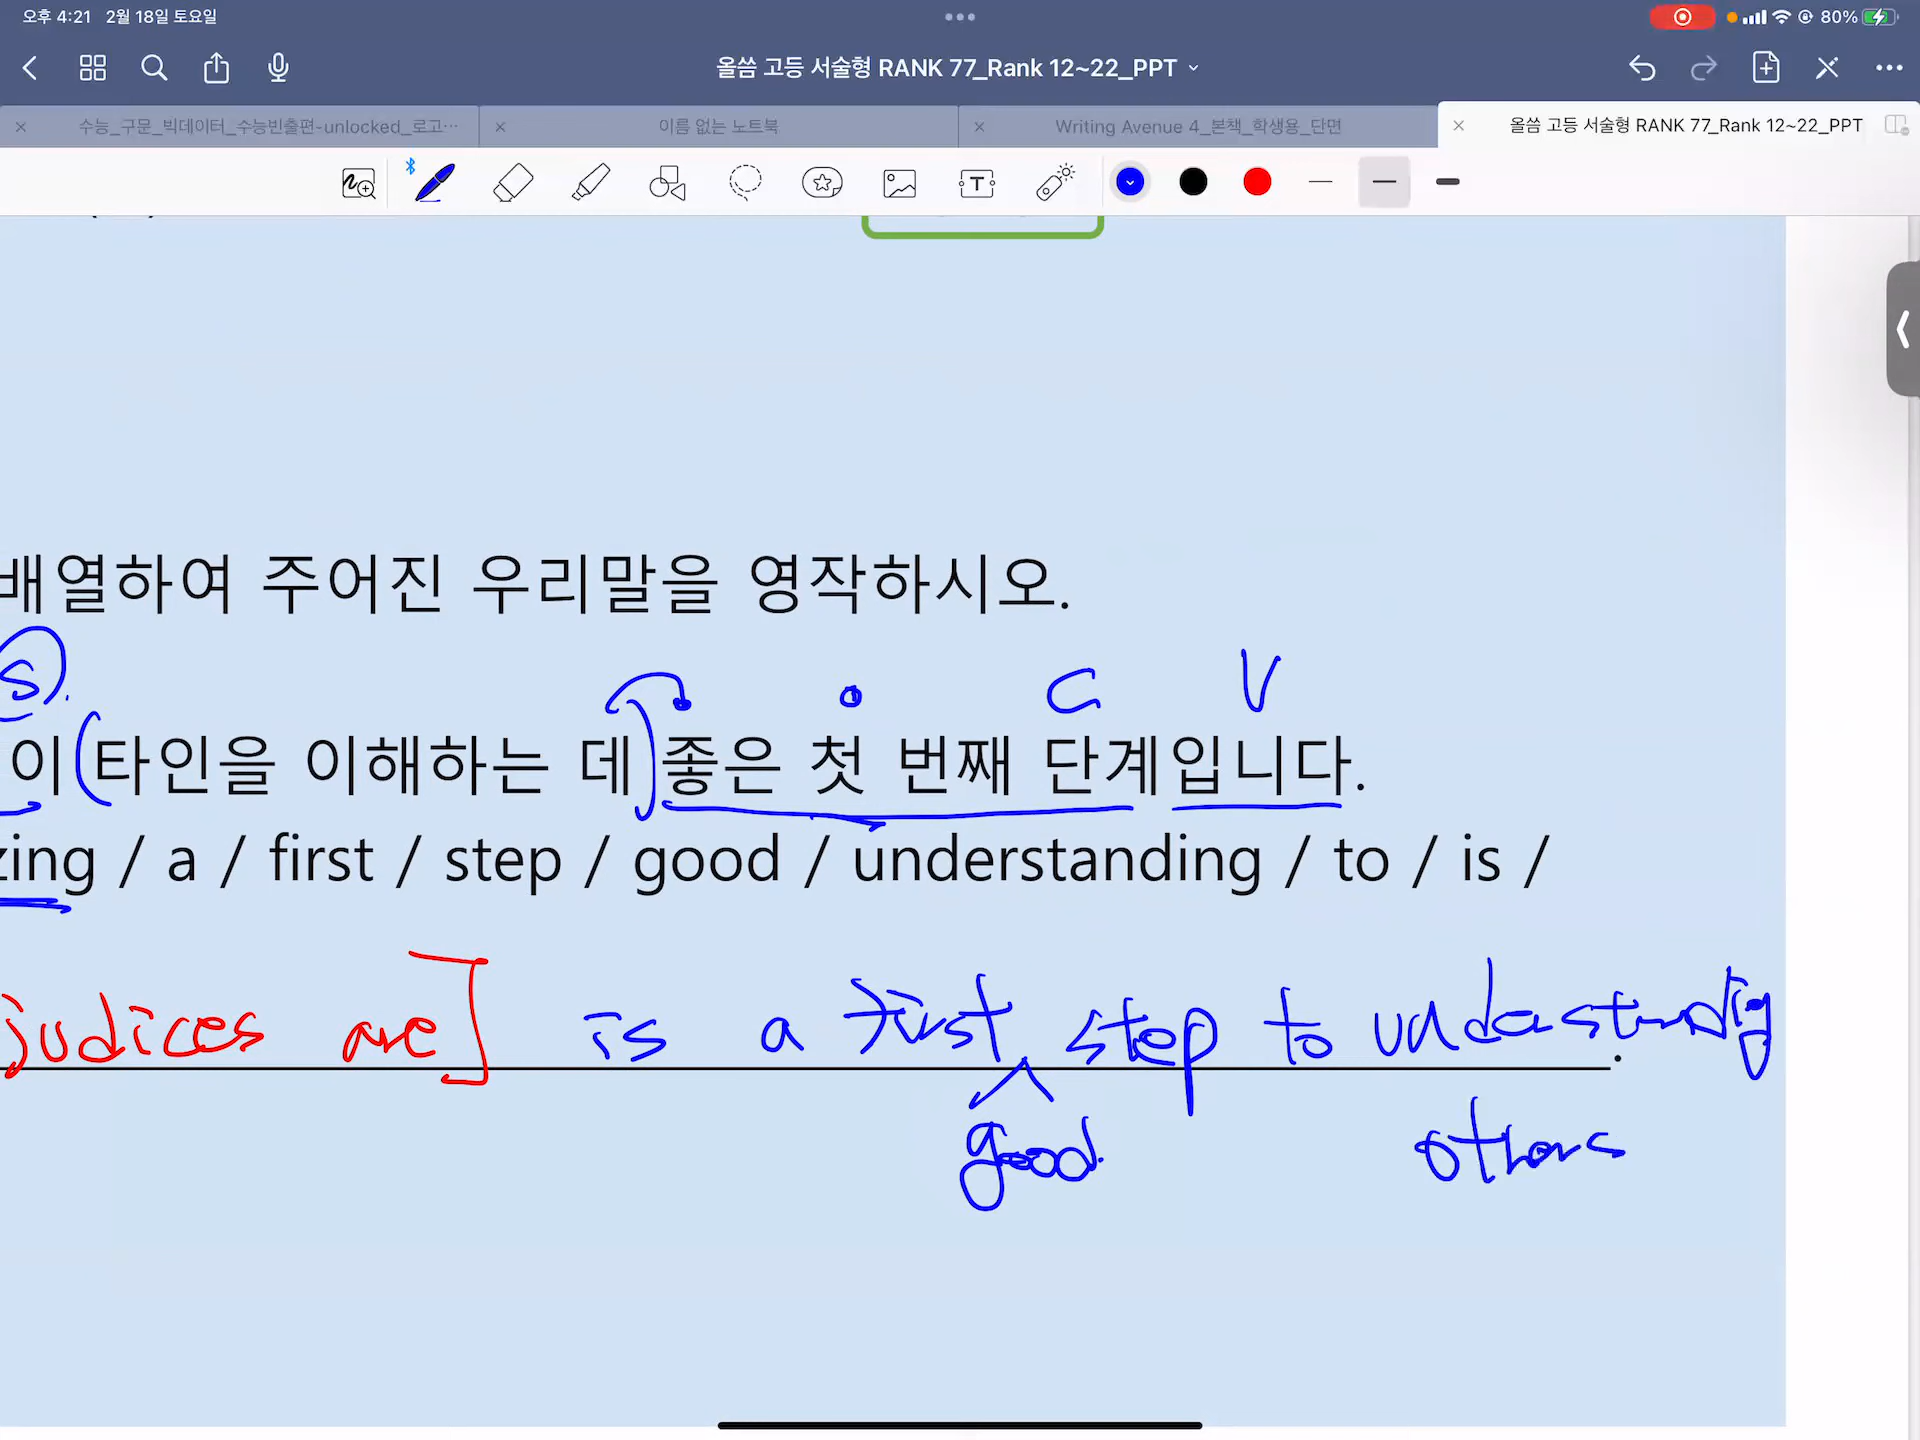 오후 4:21 2월 18일 토요일
80%
올씀 고등 서술형 RANK 77_Rank 12~22_PPT
수능_구문_빅데이터_수능빈출편-unlocked_로고…
이름 없는 노트북
Writing Avenue 4_본책_학생용_단면
올씀 고등 서술형 RANK 77_Rank 12~22_PPT
배열하여 주어진 우리말을 영작하시오.
S C V
이 (타인을 이해하는 데) 좋은 첫 번째 단계입니다.
zing / a / first / step / good / understanding / to / is /
judices are] is a first step to understanding
good others